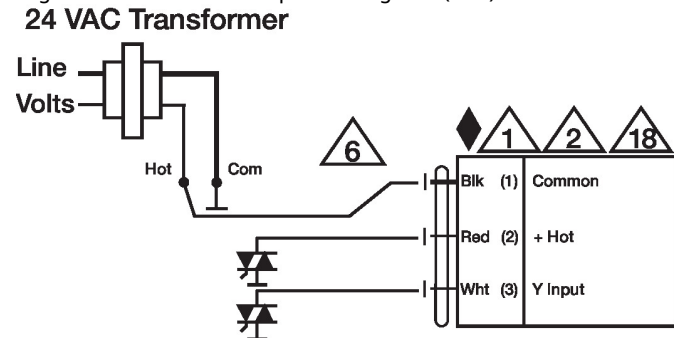 24 VAC Transformer
Line
Volts
Hot
Com
6
1
2
18
Blk (1) Common
Red (2) + Hot
Wht (3) Y Input